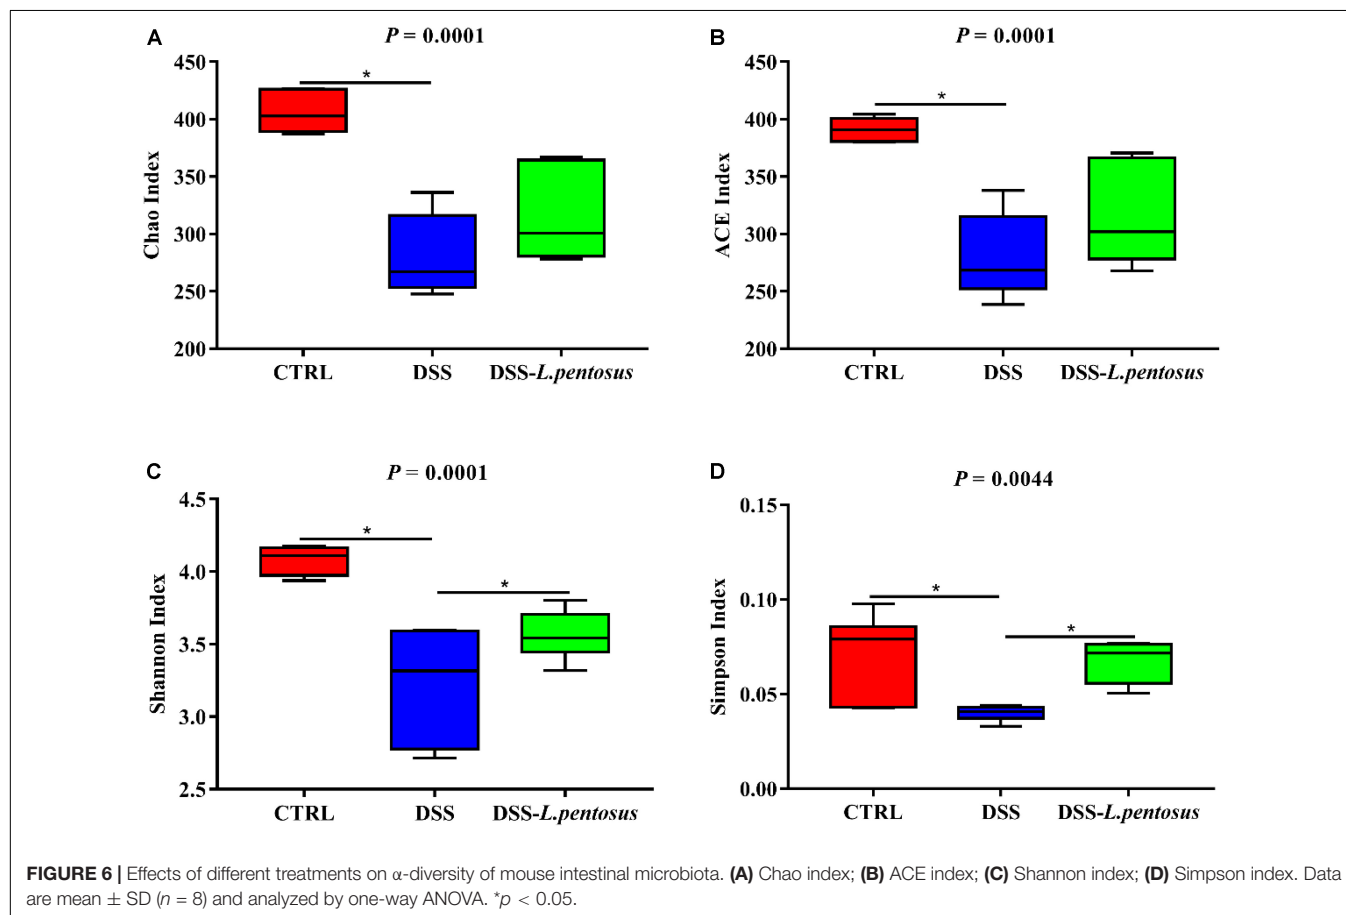 A
P = 0.0001
450
400
350
300
250
200
Chao Index
*
CTRL
DSS
DSS-L.pentosus
B
P = 0.0001
450
400
350
300
250
200
ACE Index
*
CTRL
DSS
DSS-L.pentosus
C
P = 0.0001
4.5
4.0
3.5
3.0
2.5
Shannon Index
*
*
CTRL
DSS
DSS-L.pentosus
D
P = 0.0044
0.15
0.10
0.05
0.00
Simpson Index
*
*
CTRL
DSS
DSS-L.pentosus
FIGURE 6 | Effects of different treatments on α-diversity of mouse intestinal microbiota. (A) Chao index; (B) ACE index; (C) Shannon index; (D) Simpson index. Data
are mean ± SD (n = 8) and analyzed by one-way ANOVA. *p < 0.05.